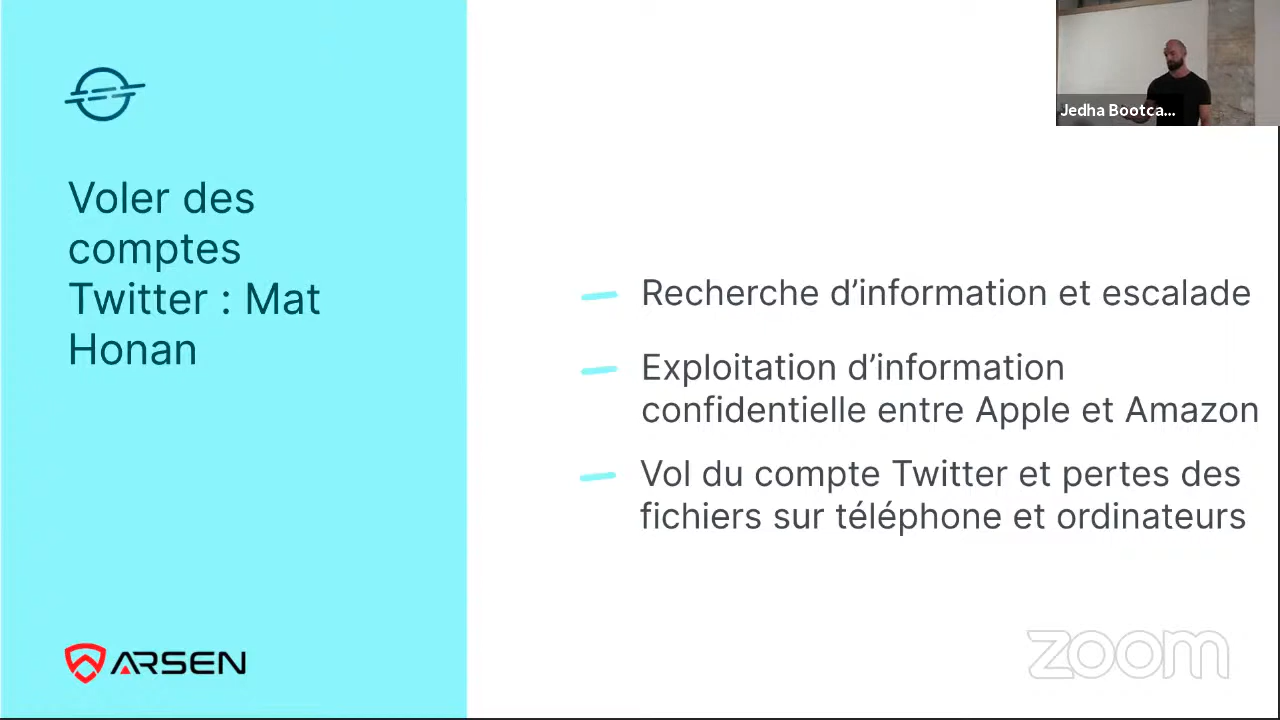 Jedha Bootca...
Voler des
comptes
Twitter : Mat
Honan
Recherche d’information et escalade
Exploitation d’information
confidentielle entre Apple et Amazon
Vol du compte Twitter et pertes des
fichiers sur téléphone et ordinateurs
ARSEN
zoom